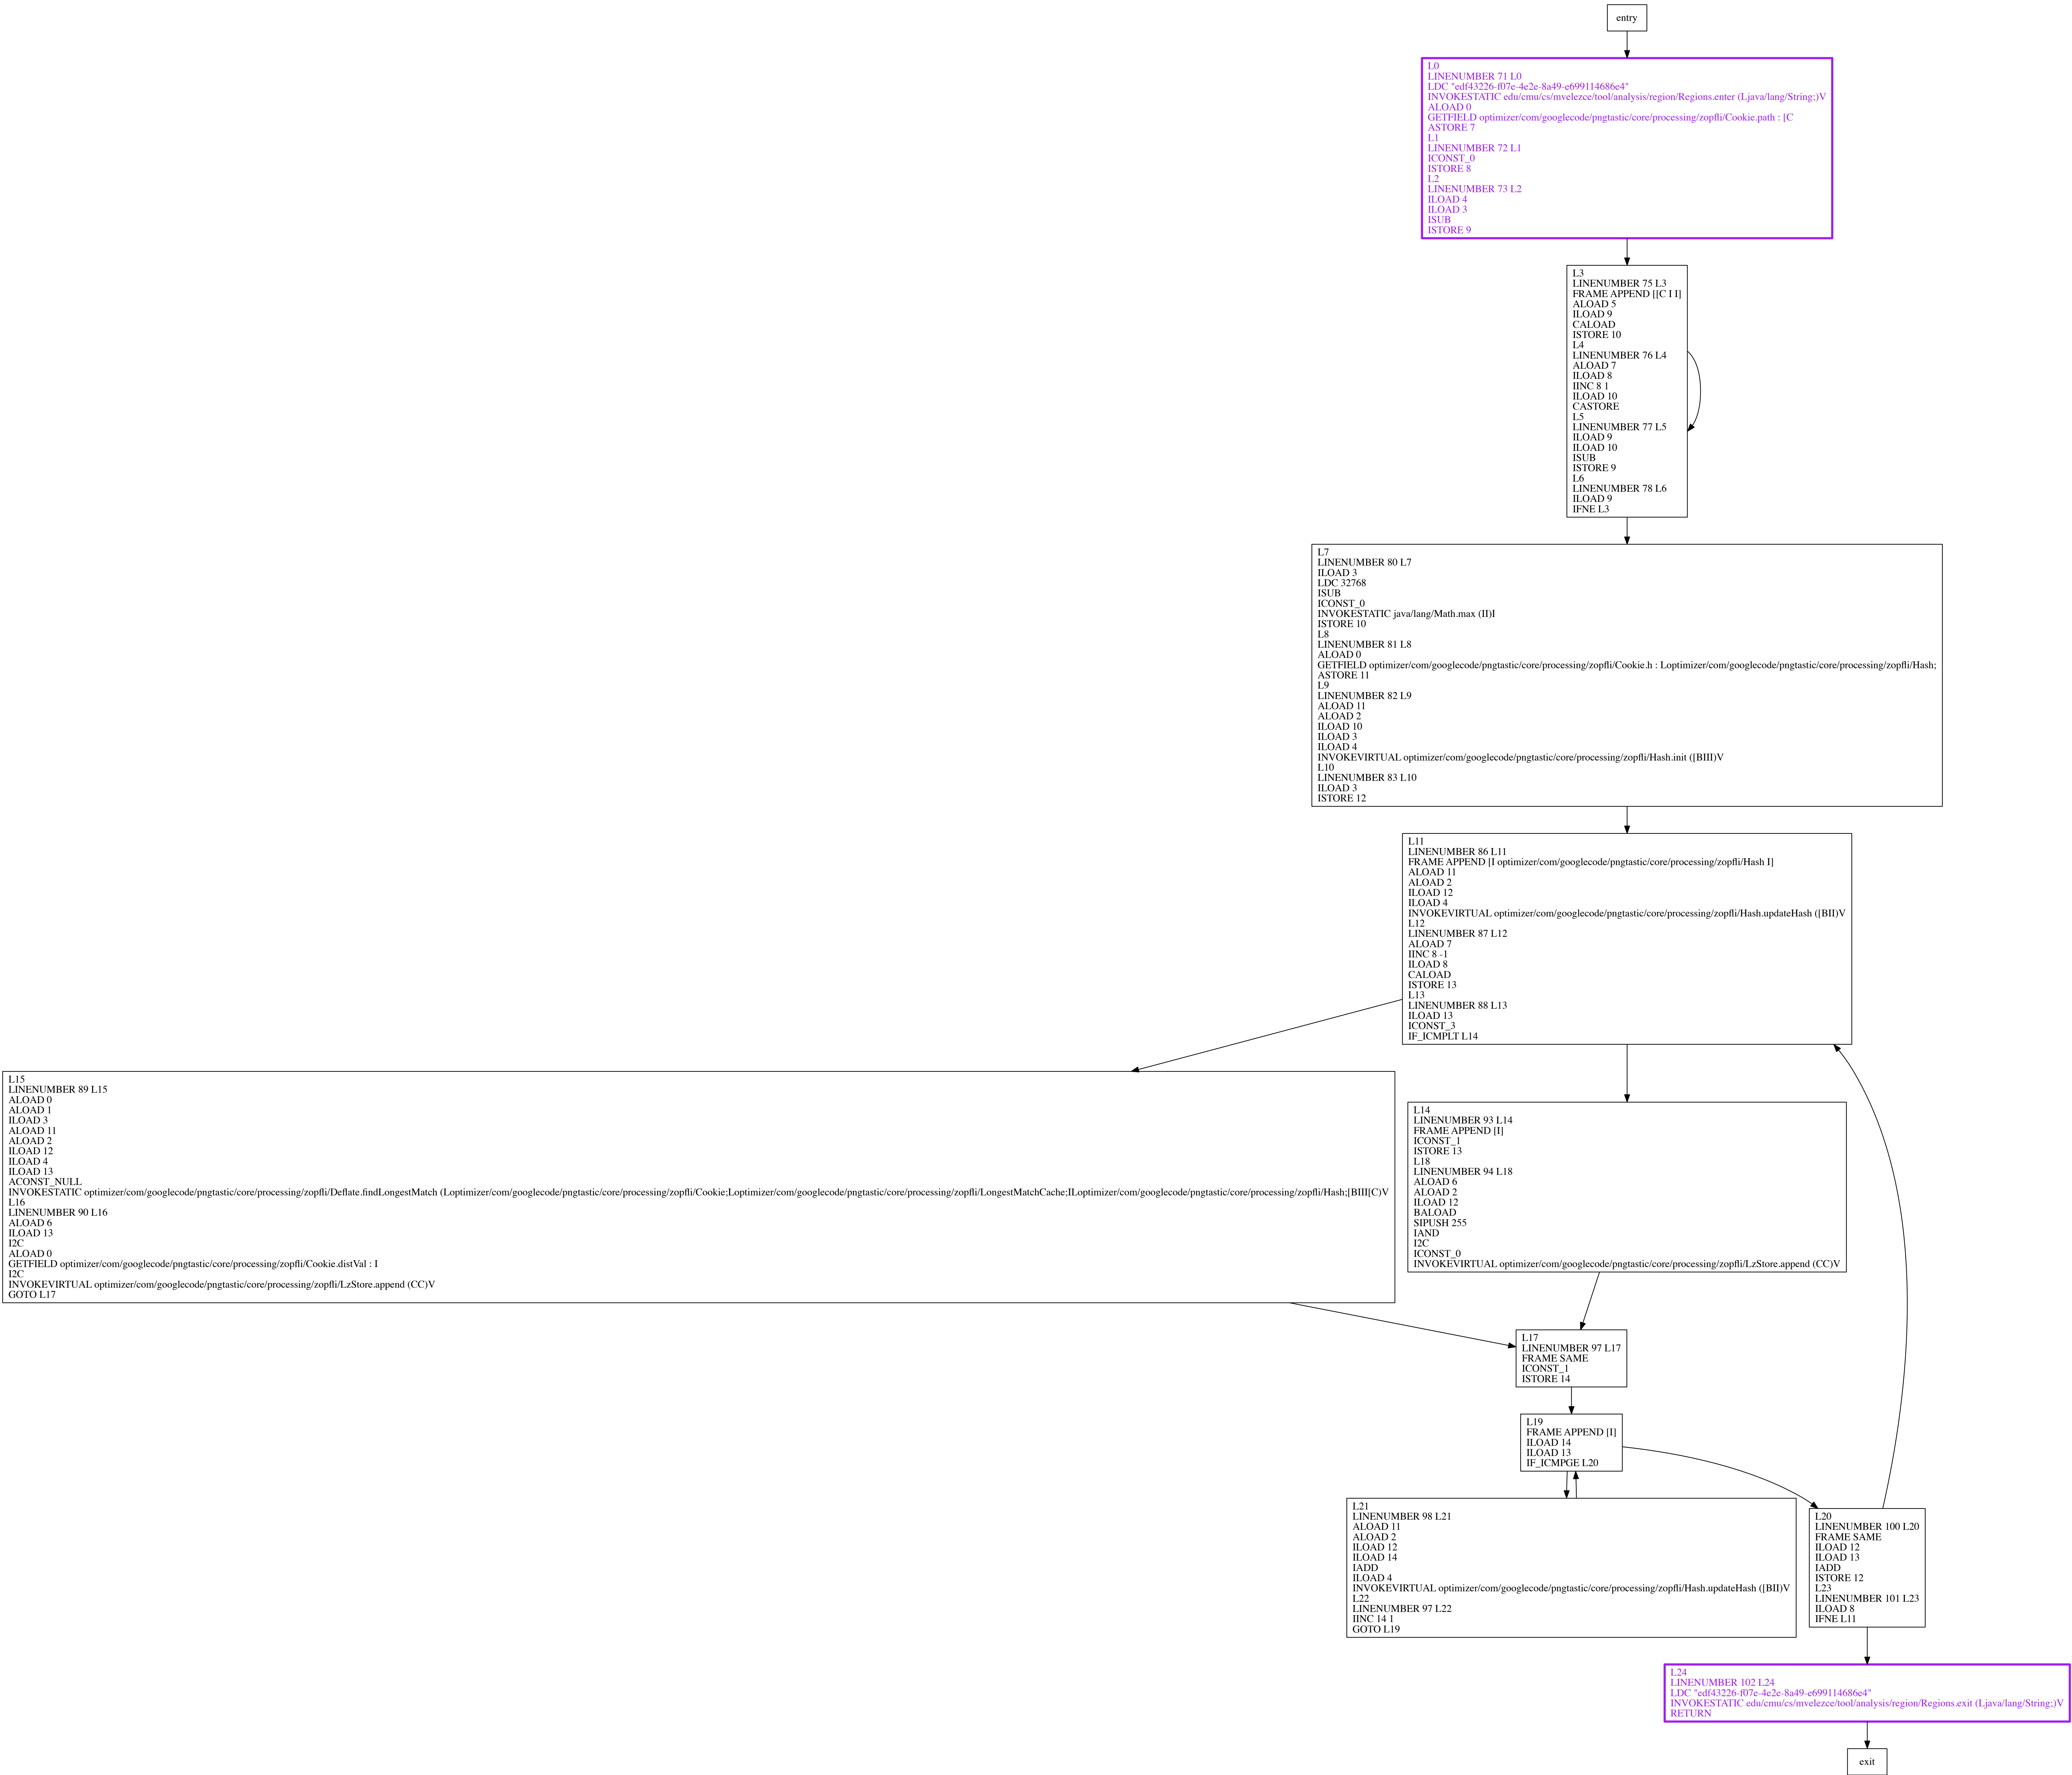 entry
L0
LINENUMBER 71 L0
LDC "edf43226-f07e-4e2e-8a49-e699114686e4"
INVOKESTATIC edu/cmu/cs/mvelezce/tool/analysis/region/Regions.enter (Ljava/lang/String;)V
ALOAD 0
GETFIELD optimizer/com/googlecode/pngtastic/core/processing/zopfli/Cookie.path : [C
ASTORE 7
L1
LINENUMBER 72 L1
ICONST_0
ISTORE 8
L2
LINENUMBER 73 L2
ILOAD 4
ILOAD 3
ISUB
ISTORE 9
L3
LINENUMBER 75 L3
FRAME APPEND [[C I I]
ALOAD 5
ILOAD 9
CALOAD
ISTORE 10
L4
LINENUMBER 76 L4
ALOAD 7
ILOAD 8
IINC 8 1
ILOAD 10
CASTORE
L5
LINENUMBER 77 L5
ILOAD 9
ILOAD 10
ISUB
ISTORE 9
L6
LINENUMBER 78 L6
ILOAD 9
IFNE L3
L7
LINENUMBER 80 L7
ILOAD 3
LDC 32768
ISUB
ICONST_0
INVOKESTATIC java/lang/Math.max (II)I
ISTORE 10
L8
LINENUMBER 81 L8
ALOAD 0
GETFIELD optimizer/com/googlecode/pngtastic/core/processing/zopfli/Cookie.h : Loptimizer/com/googlecode/pngtastic/core/processing/zopfli/Hash;
ASTORE 11
L9
LINENUMBER 82 L9
ALOAD 11
ALOAD 2
ILOAD 10
ILOAD 3
ILOAD 4
INVOKEVIRTUAL optimizer/com/googlecode/pngtastic/core/processing/zopfli/Hash.init ([BIII)V
L10
LINENUMBER 83 L10
ILOAD 3
ISTORE 12
L11
LINENUMBER 86 L11
FRAME APPEND [I optimizer/com/googlecode/pngtastic/core/processing/zopfli/Hash I]
ALOAD 11
ALOAD 2
ILOAD 12
ILOAD 4
INVOKEVIRTUAL optimizer/com/googlecode/pngtastic/core/processing/zopfli/Hash.updateHash ([BII)V
L12
LINENUMBER 87 L12
ALOAD 7
IINC 8 -1
ILOAD 8
CALOAD
ISTORE 13
L13
LINENUMBER 88 L13
ILOAD 13
ICONST_3
IF_ICMPLT L14
L15
LINENUMBER 89 L15
ALOAD 0
ALOAD 1
ILOAD 3
ALOAD 11
ALOAD 2
ILOAD 12
ILOAD 4
ILOAD 13
ACONST_NULL
INVOKESTATIC optimizer/com/googlecode/pngtastic/core/processing/zopfli/Deflate.findLongestMatch (Loptimizer/com/googlecode/pngtastic/core/processing/zopfli/Cookie;Loptimizer/com/googlecode/pngtastic/core/processing/zopfli/LongestMatchCache;ILoptimizer/com/googlecode/pngtastic/core/processing/zopfli/Hash;[BIII[C)V
L16
LINENUMBER 90 L16
ALOAD 6
ILOAD 13
I2C
ALOAD 0
GETFIELD optimizer/com/googlecode/pngtastic/core/processing/zopfli/Cookie.distVal : I
I2C
INVOKEVIRTUAL optimizer/com/googlecode/pngtastic/core/processing/zopfli/LzStore.append (CC)V
GOTO L17
L14
LINENUMBER 93 L14
FRAME APPEND [I]
ICONST_1
ISTORE 13
L18
LINENUMBER 94 L18
ALOAD 6
ALOAD 2
ILOAD 12
BALOAD
SIPUSH 255
IAND
I2C
ICONST_0
INVOKEVIRTUAL optimizer/com/googlecode/pngtastic/core/processing/zopfli/LzStore.append (CC)V
L17
LINENUMBER 97 L17
FRAME SAME
ICONST_1
ISTORE 14
L19
FRAME APPEND [I]
ILOAD 14
ILOAD 13
IF_ICMPGE L20
L21
LINENUMBER 98 L21
ALOAD 11
ALOAD 2
ILOAD 12
ILOAD 14
IADD
ILOAD 4
INVOKEVIRTUAL optimizer/com/googlecode/pngtastic/core/processing/zopfli/Hash.updateHash ([BII)V
L22
LINENUMBER 97 L22
IINC 14 1
GOTO L19
L20
LINENUMBER 100 L20
FRAME SAME
ILOAD 12
ILOAD 13
IADD
ISTORE 12
L23
LINENUMBER 101 L23
ILOAD 8
IFNE L11
L24
LINENUMBER 102 L24
LDC "edf43226-f07e-4e2e-8a49-e699114686e4"
INVOKESTATIC edu/cmu/cs/mvelezce/tool/analysis/region/Regions.exit (Ljava/lang/String;)V
RETURN
exit